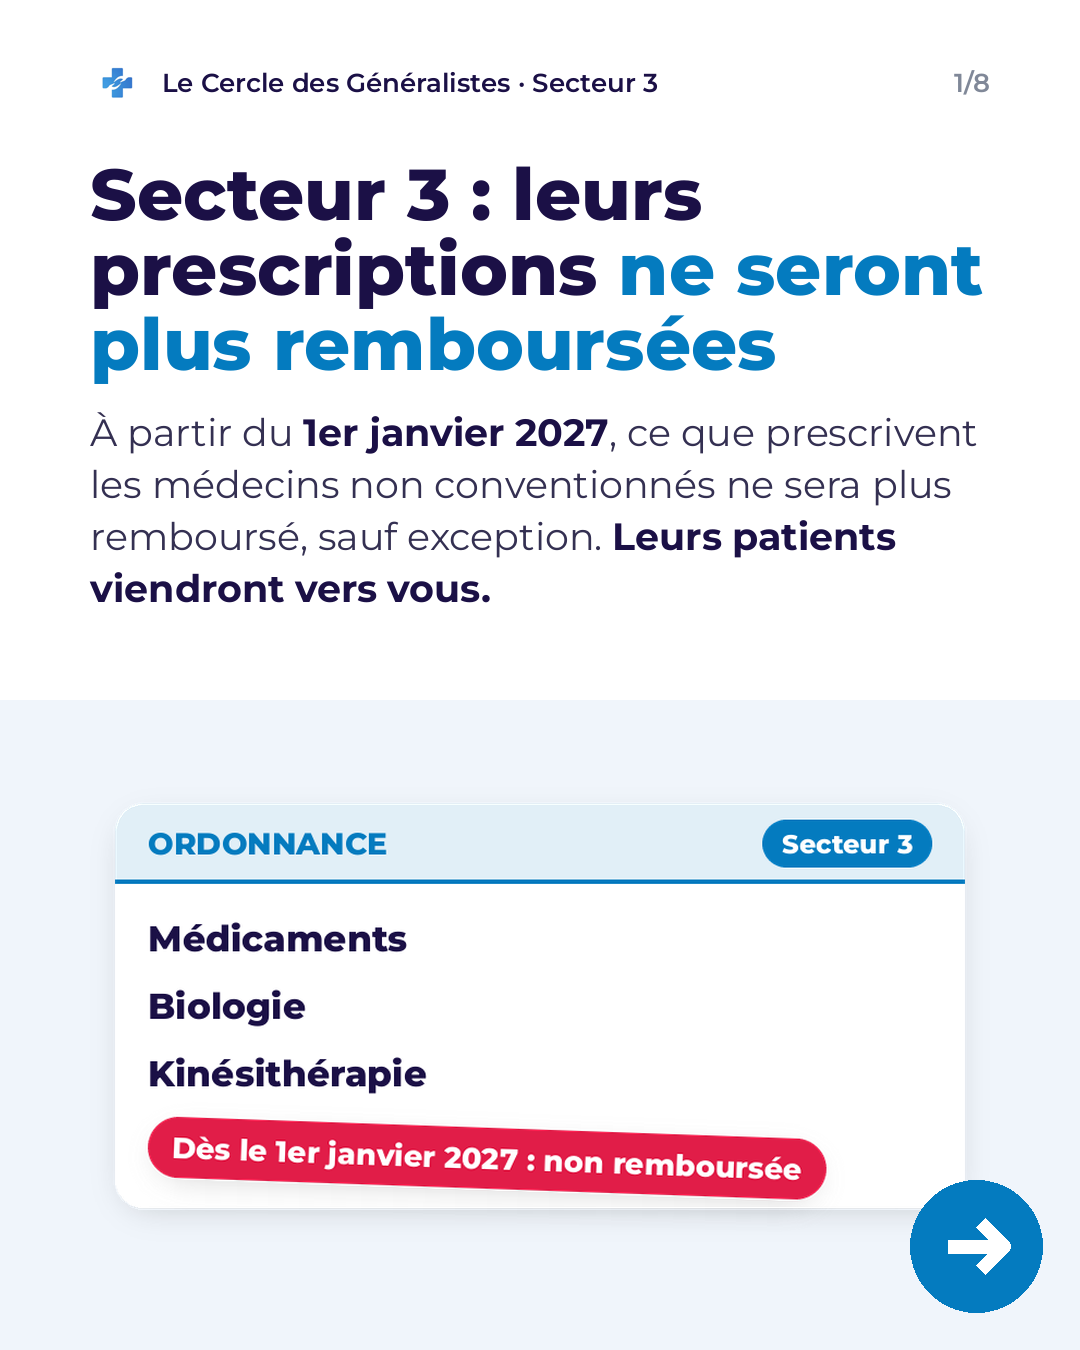 Le Cercle des Généralistes · Secteur 3
1/8
Secteur 3 : leurs
prescriptions ne seront
plus remboursées
À partir du 1er janvier 2027, ce que prescrivent
les médecins non conventionnés ne sera plus
remboursé, sauf exception. Leurs patients
viendront vers vous.
ORDONNANCE
Secteur 3
Médicaments
Biologie
Kinésithérapie
Dès le 1er janvier 2027 : non remboursée